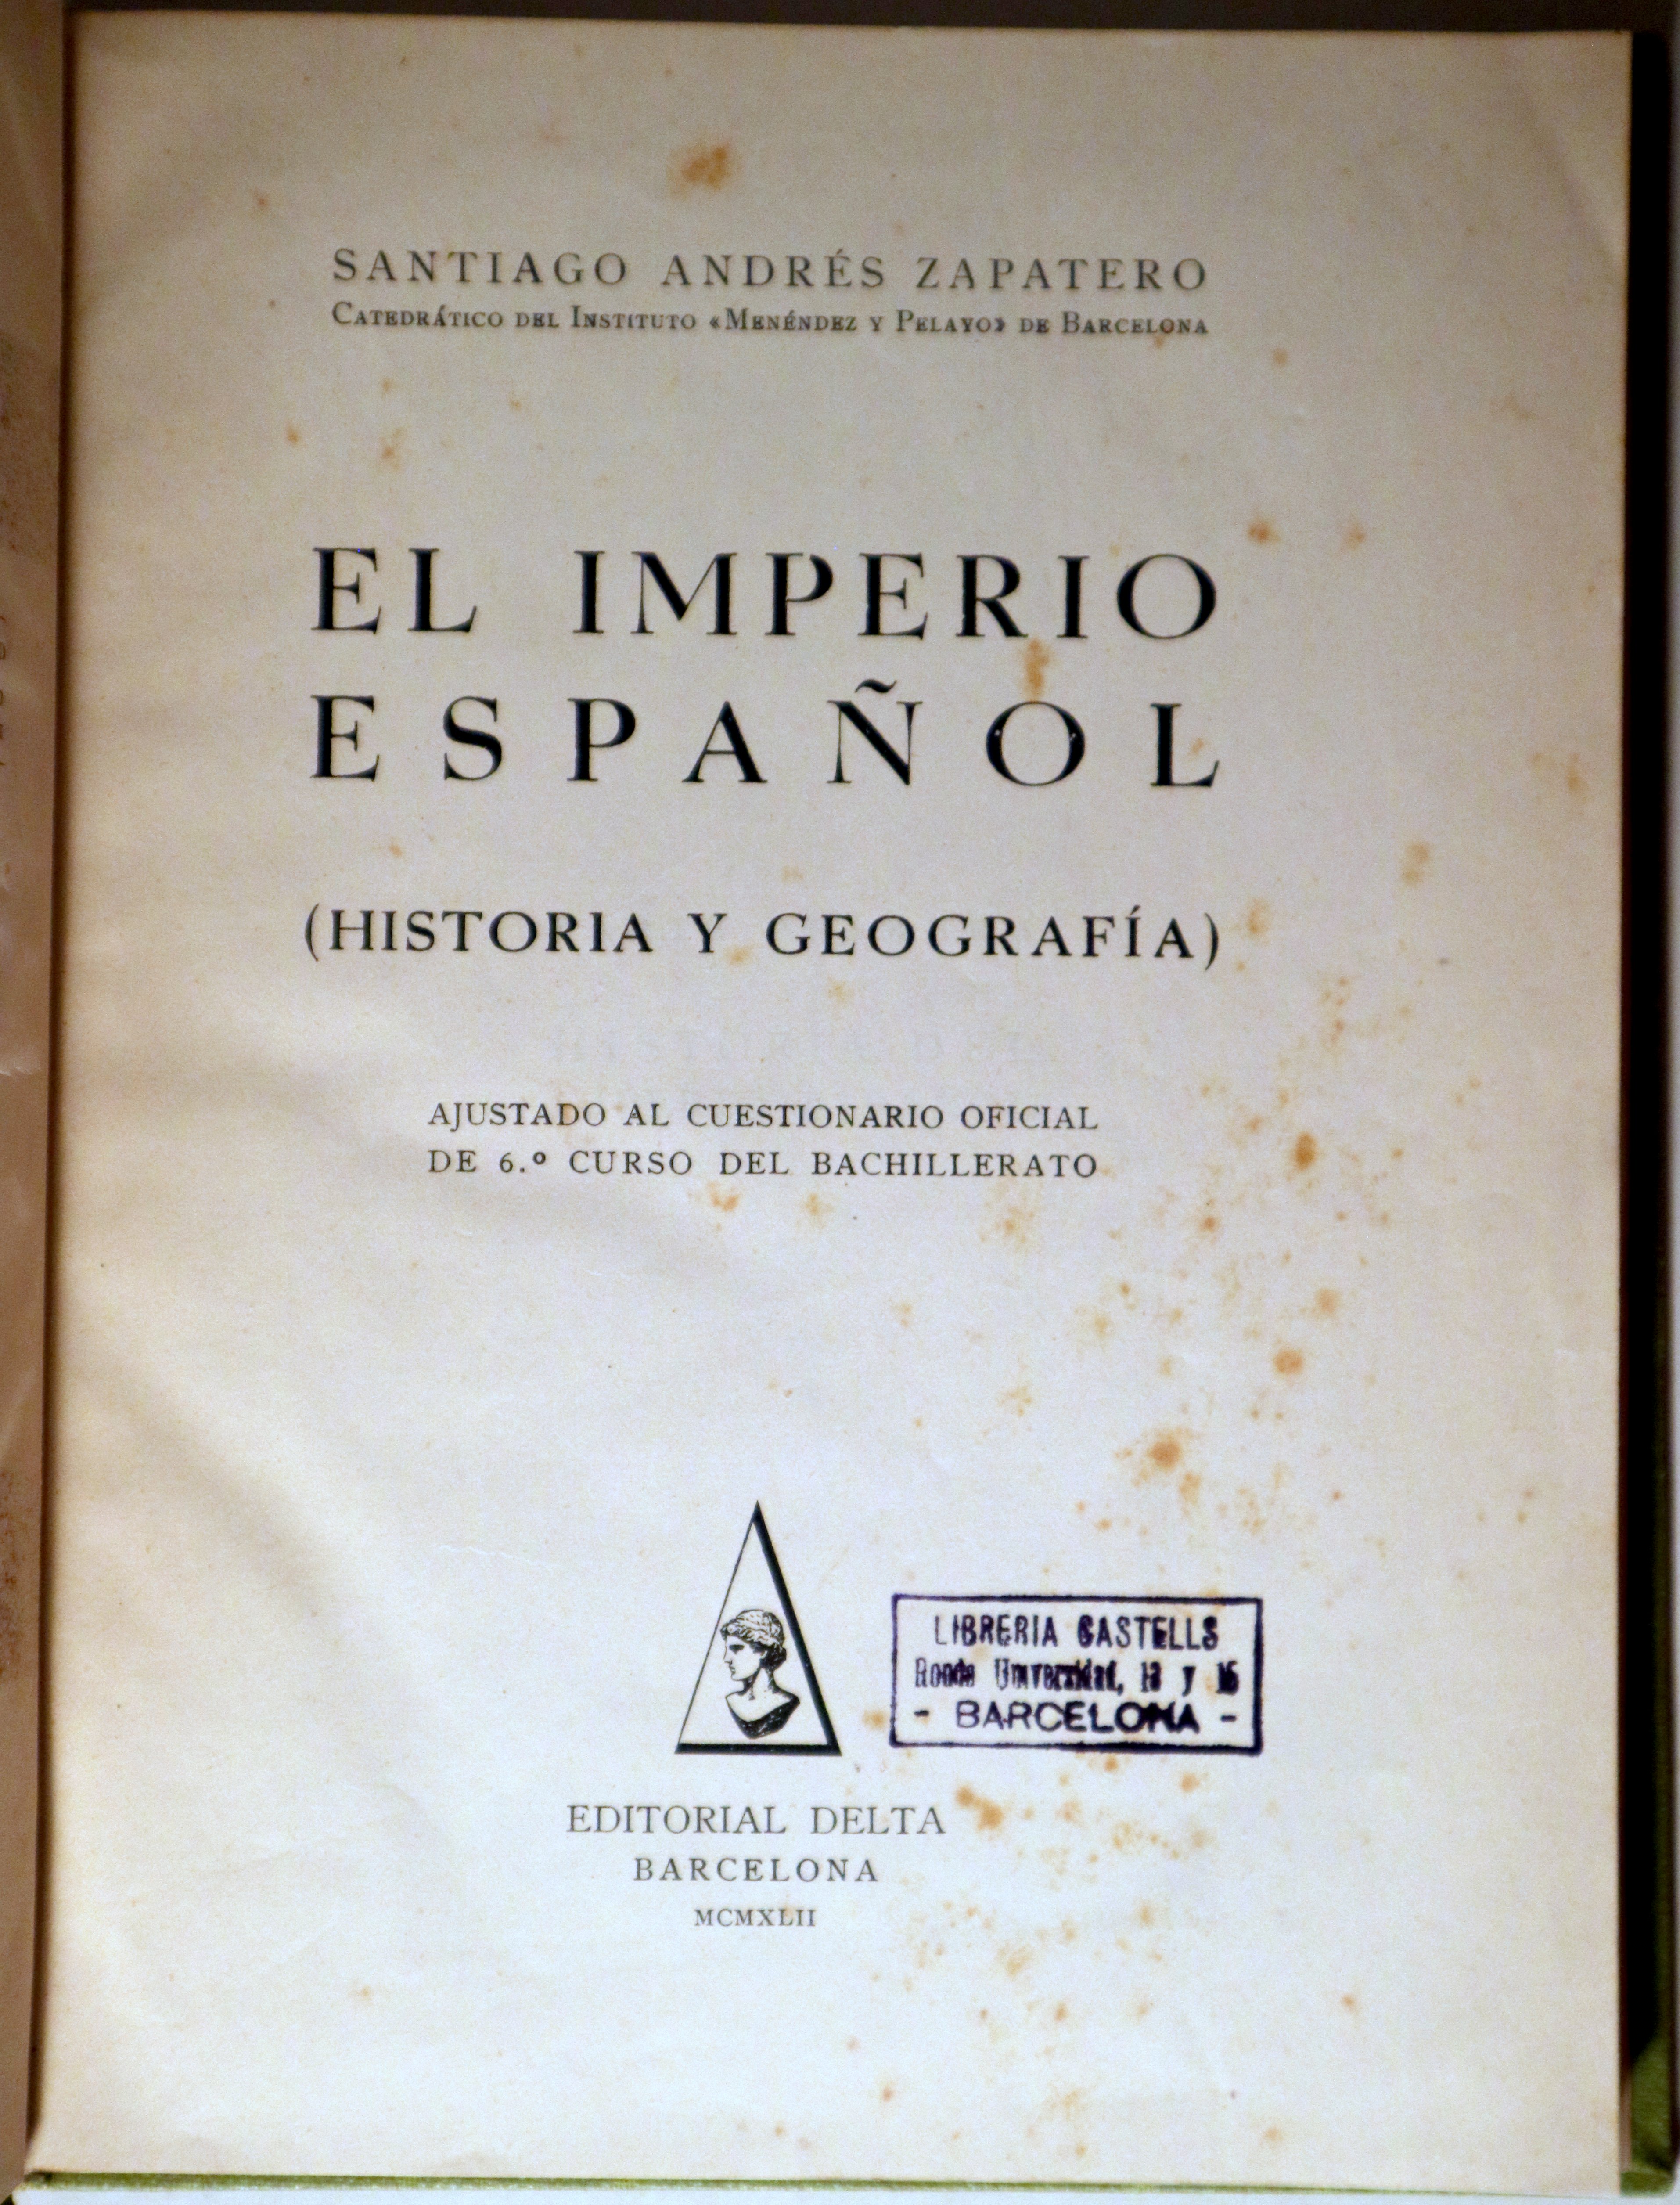 SANTIAGO ANDRÉS ZAPATERO
CATEDRÁTICO DEL INSTITUTO «MENÉNDEZ Y PELAYO» DE BARCELONA
EL IMPERIO
ESPAÑOL
(HISTORIA Y GEOGRAFÍA)
AJUSTADO AL CUESTIONARIO OFICIAL
DE 6.º CURSO DEL BACHILLERATO
LIBRERIA CASTELLS
Ronda Universidad, 13 y 15
- BARCELONA -
EDITORIAL DELTA
BARCELONA
MCMXLII